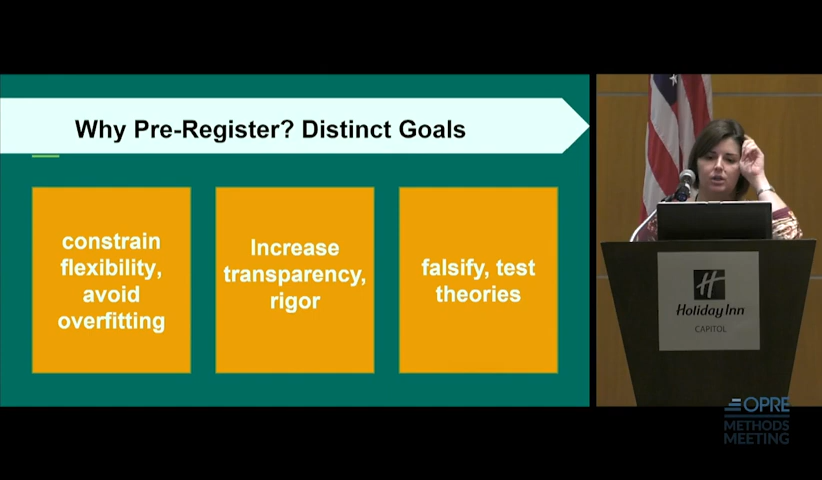 Why Pre-Register? Distinct Goals
constrain
flexibility,
avoid
overfitting
Increase
transparency,
rigor
falsify, test
theories
H
Holiday Inn
CAPITOL
OPRE
METHODS
MEETING